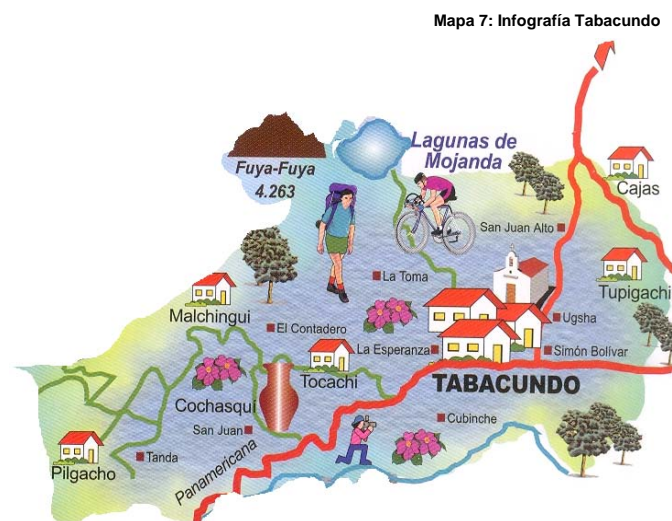 Mapa 7: Infografía Tabacundo
Lagunas de
Mojanda
Fuya-Fuya
4.263
Cajas
San Juan Alto
La Toma
Tupigachi
Malchingui
El Contadero
Ugsha
La Esperanza
Simón Bolívar
Tocachi
TABACUNDO
Cochasqui
San Juan
Cubinche
Pilgacho
Tanda
Panamericana